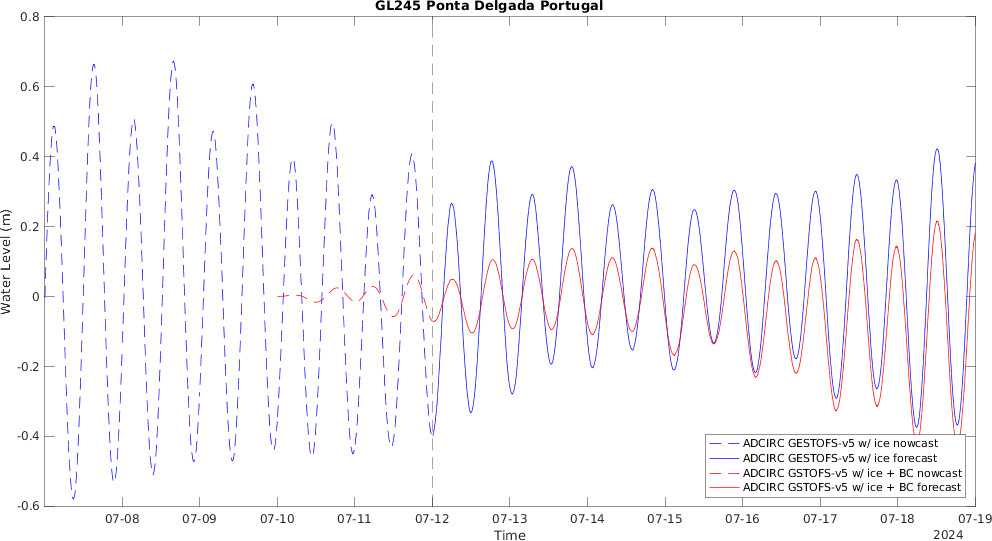 GL245 Ponta Delgada Portugal
0.8
0.6
0.4
0.2
0
-0.2
-0.4
-0.6
Water Level (m)
ADCIRC GESTOFS-v5 w/ ice nowcast
ADCIRC GESTOFS-v5 w/ ice forecast
ADCIRC GSTOFS-v5 w/ ice + BC nowcast
ADCIRC GSTOFS-v5 w/ ice + BC forecast
07-08 07-09 07-10 07-11 07-12 07-13 07-14 07-15 07-16 07-17 07-18 07-19
Time
2024